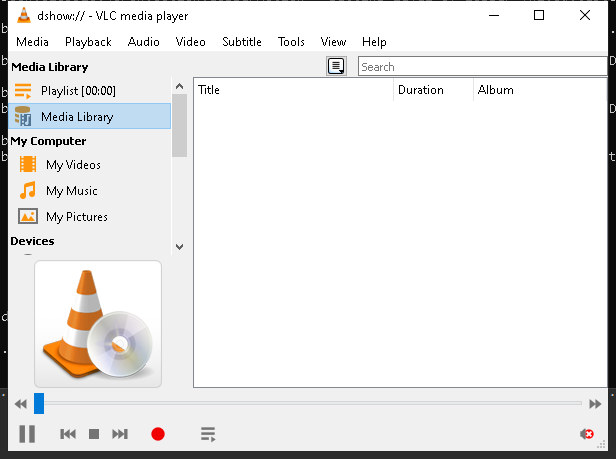 dshow:// - VLC media player
Media Playback Audio Video Subtitle Tools View Help
Media Library
Search
Playlist [00:00]
Title Duration Album
Media Library
My Computer
My Videos
My Music
My Pictures
Devices